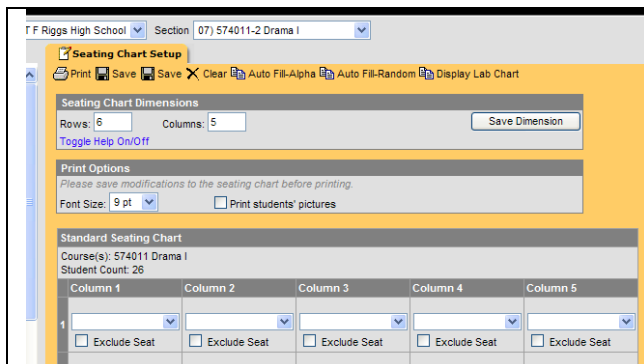 T F Riggs High School Section 07) 574011-2 Drama I
Seating Chart Setup
Print Save Save Clear Auto Fill-Alpha Auto Fill-Random Display Lab Chart
Seating Chart Dimensions
Rows: 6 Columns: 5 Save Dimension
Toggle Help On/Off
Print Options
Please save modifications to the seating chart before printing.
Font Size: 9 pt Print students' pictures
Standard Seating Chart
Course(s): 574011 Drama I
Student Count: 26
Column 1 Column 2 Column 3 Column 4 Column 5
1
Exclude Seat Exclude Seat Exclude Seat Exclude Seat Exclude Seat